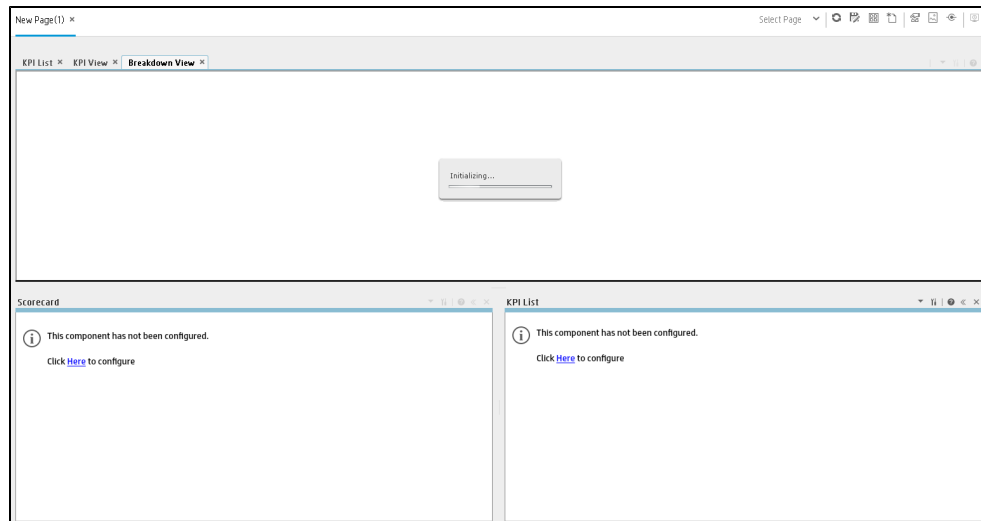 New Page(1) ×
Select Page
KPI List × KPI View × Breakdown View ×
Initializing...
Scorecard
KPI List
This component has not been configured.
Click Here to configure
This component has not been configured.
Click Here to configure